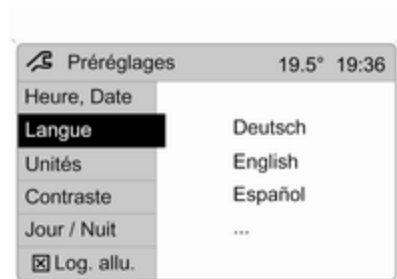 Préréglages 19.5° 19:36
Heure, Date
Langue Deutsch
Unités English
Contraste Español
Jour / Nuit ...
Log. allu.